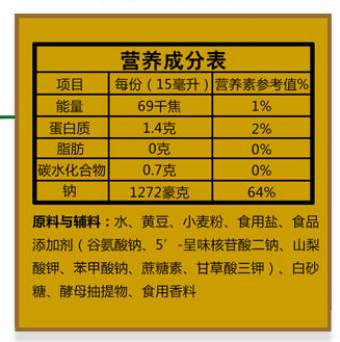 营养成分表
项目 每份（15毫升） 营养素参考值%
能量 69千焦 1%
蛋白质 1.4克 2%
脂肪 0克 0%
碳水化合物 0.7克 0%
钠 1272豪克 64%
原料与辅料：水、黄豆、小麦粉、食用盐、食品
添加剂（谷氨酸钠、5′-呈味核苷酸二钠、山梨
酸钾、苯甲酸钠、蔗糖素、甘草酸三钾）、白砂
糖、酵母抽提物、食用香料